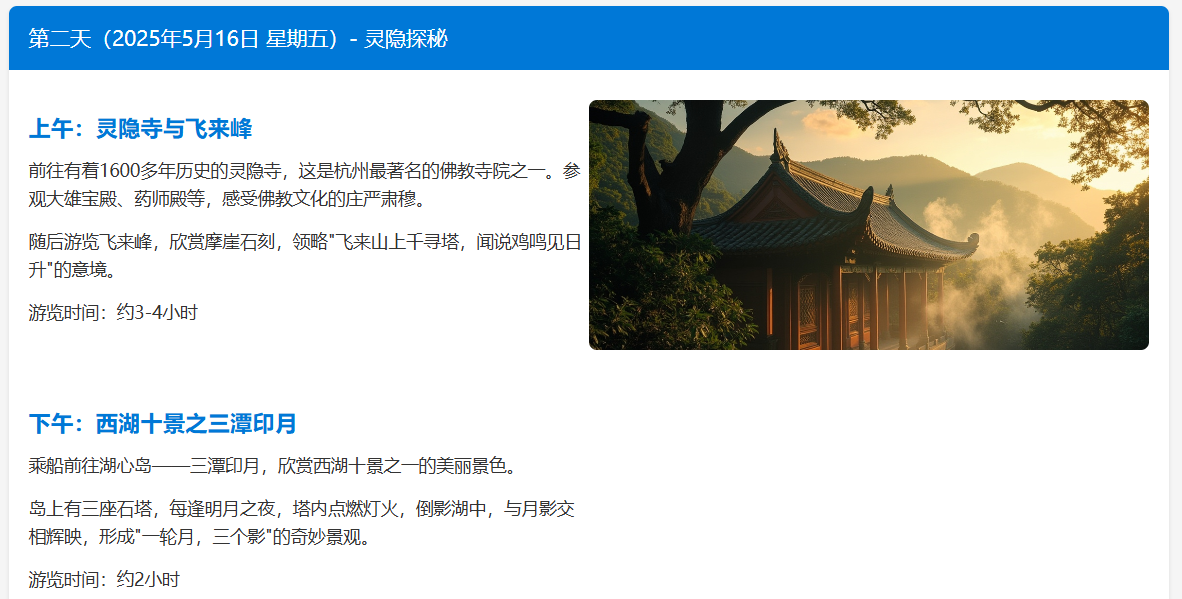 第二天（2025年5月16日 星期五）- 灵隐探秘
上午：灵隐寺与飞来峰
前往有着1600多年历史的灵隐寺，这是杭州最著名的佛教寺院之一。参
观大雄宝殿、药师殿等，感受佛教文化的庄严肃穆。
随后游览飞来峰，欣赏摩崖石刻，领略"飞来山上千寻塔，闻说鸡鸣见日
升"的意境。
游览时间：约3-4小时
下午：西湖十景之三潭印月
乘船前往湖心岛——三潭印月，欣赏西湖十景之一的美丽景色。
岛上有三座石塔，每逢明月之夜，塔内点燃灯火，倒影湖中，与月影交
相辉映，形成"一轮月，三个影"的奇妙景观。
游览时间：约2小时